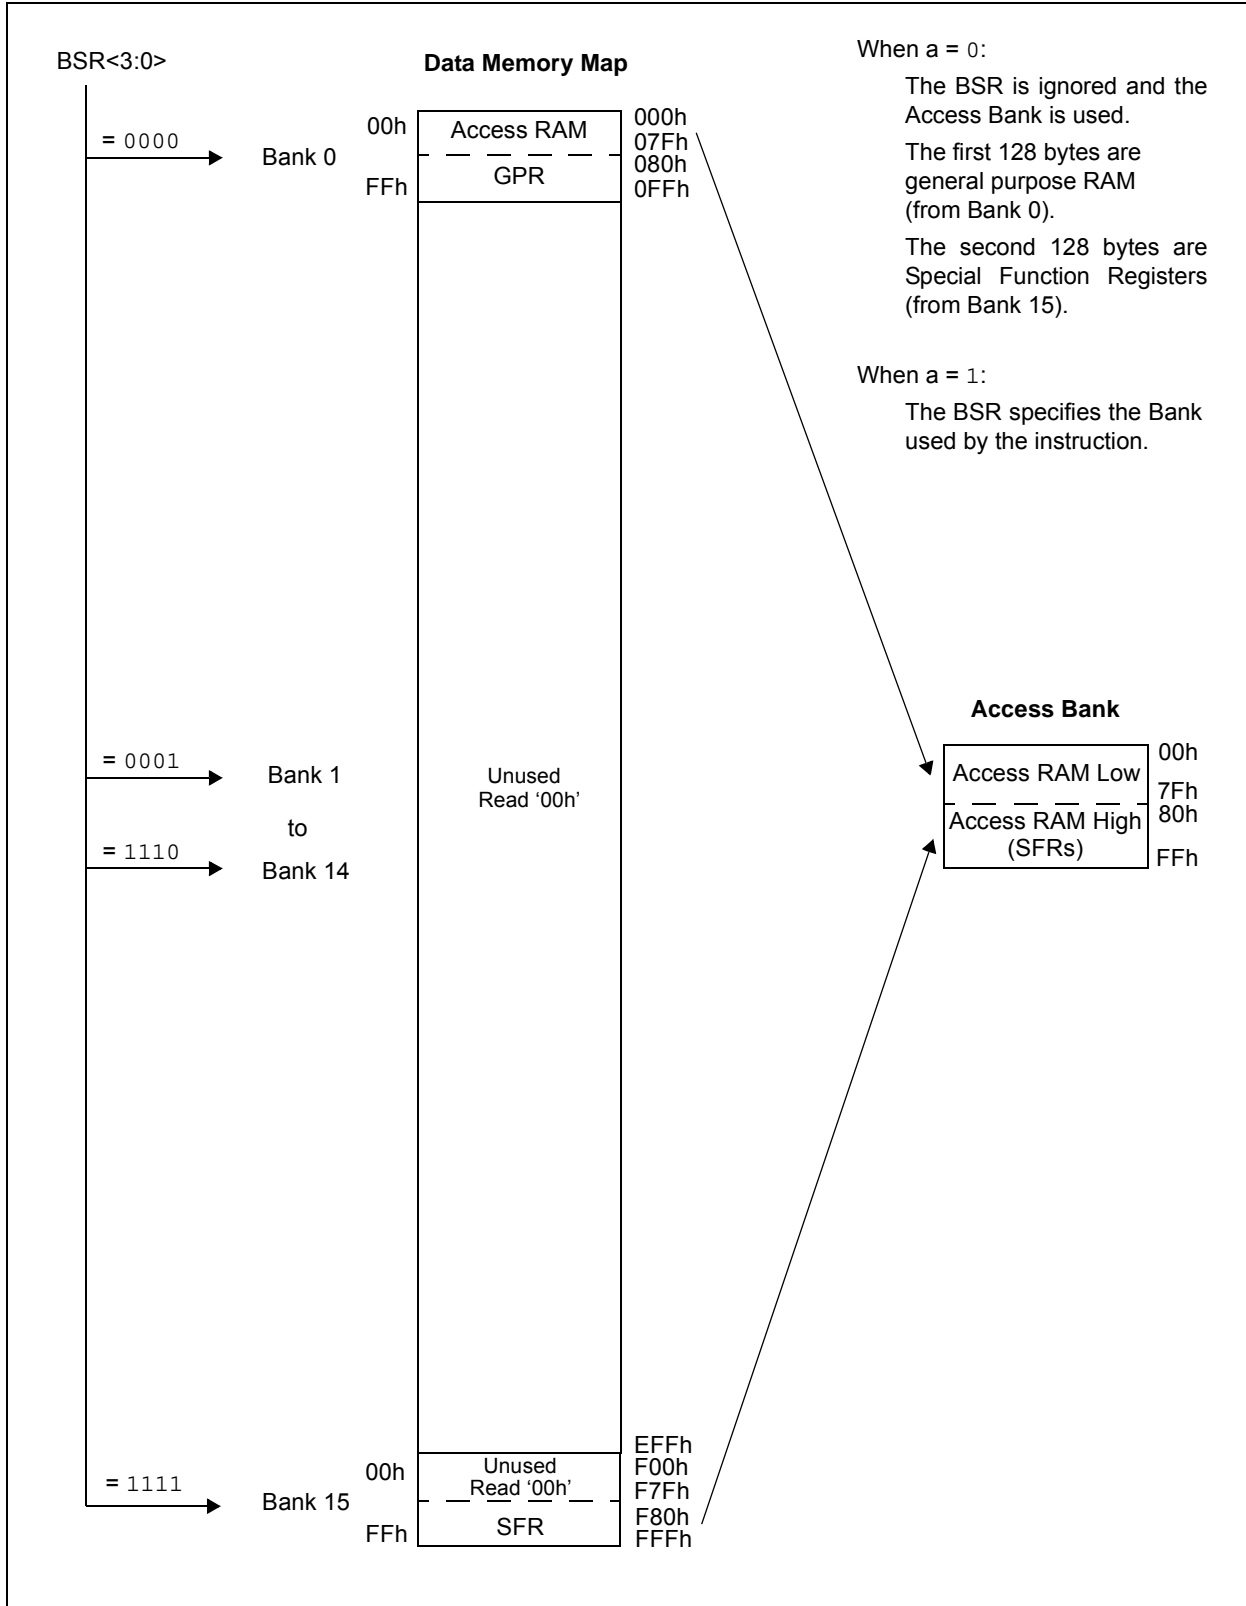 BSR<3:0>
Data Memory Map
When a = 0:
The BSR is ignored and the
Access Bank is used.
The first 128 bytes are
general purpose RAM
(from Bank 0).
The second 128 bytes are
Special Function Registers
(from Bank 15).
When a = 1:
The BSR specifies the Bank
used by the instruction.
= 0000
Bank 0
00h
FFh
Access RAM
GPR
000h
07Fh
080h
0FFh
= 0001
Bank 1
to
= 1110
Bank 14
Unused
Read ‘00h’
Access Bank
Access RAM Low
Access RAM High
(SFRs)
00h
7Fh
80h
FFh
= 1111
Bank 15
00h
FFh
Unused
Read ‘00h’
SFR
EFFh
F00h
F7Fh
F80h
FFFh